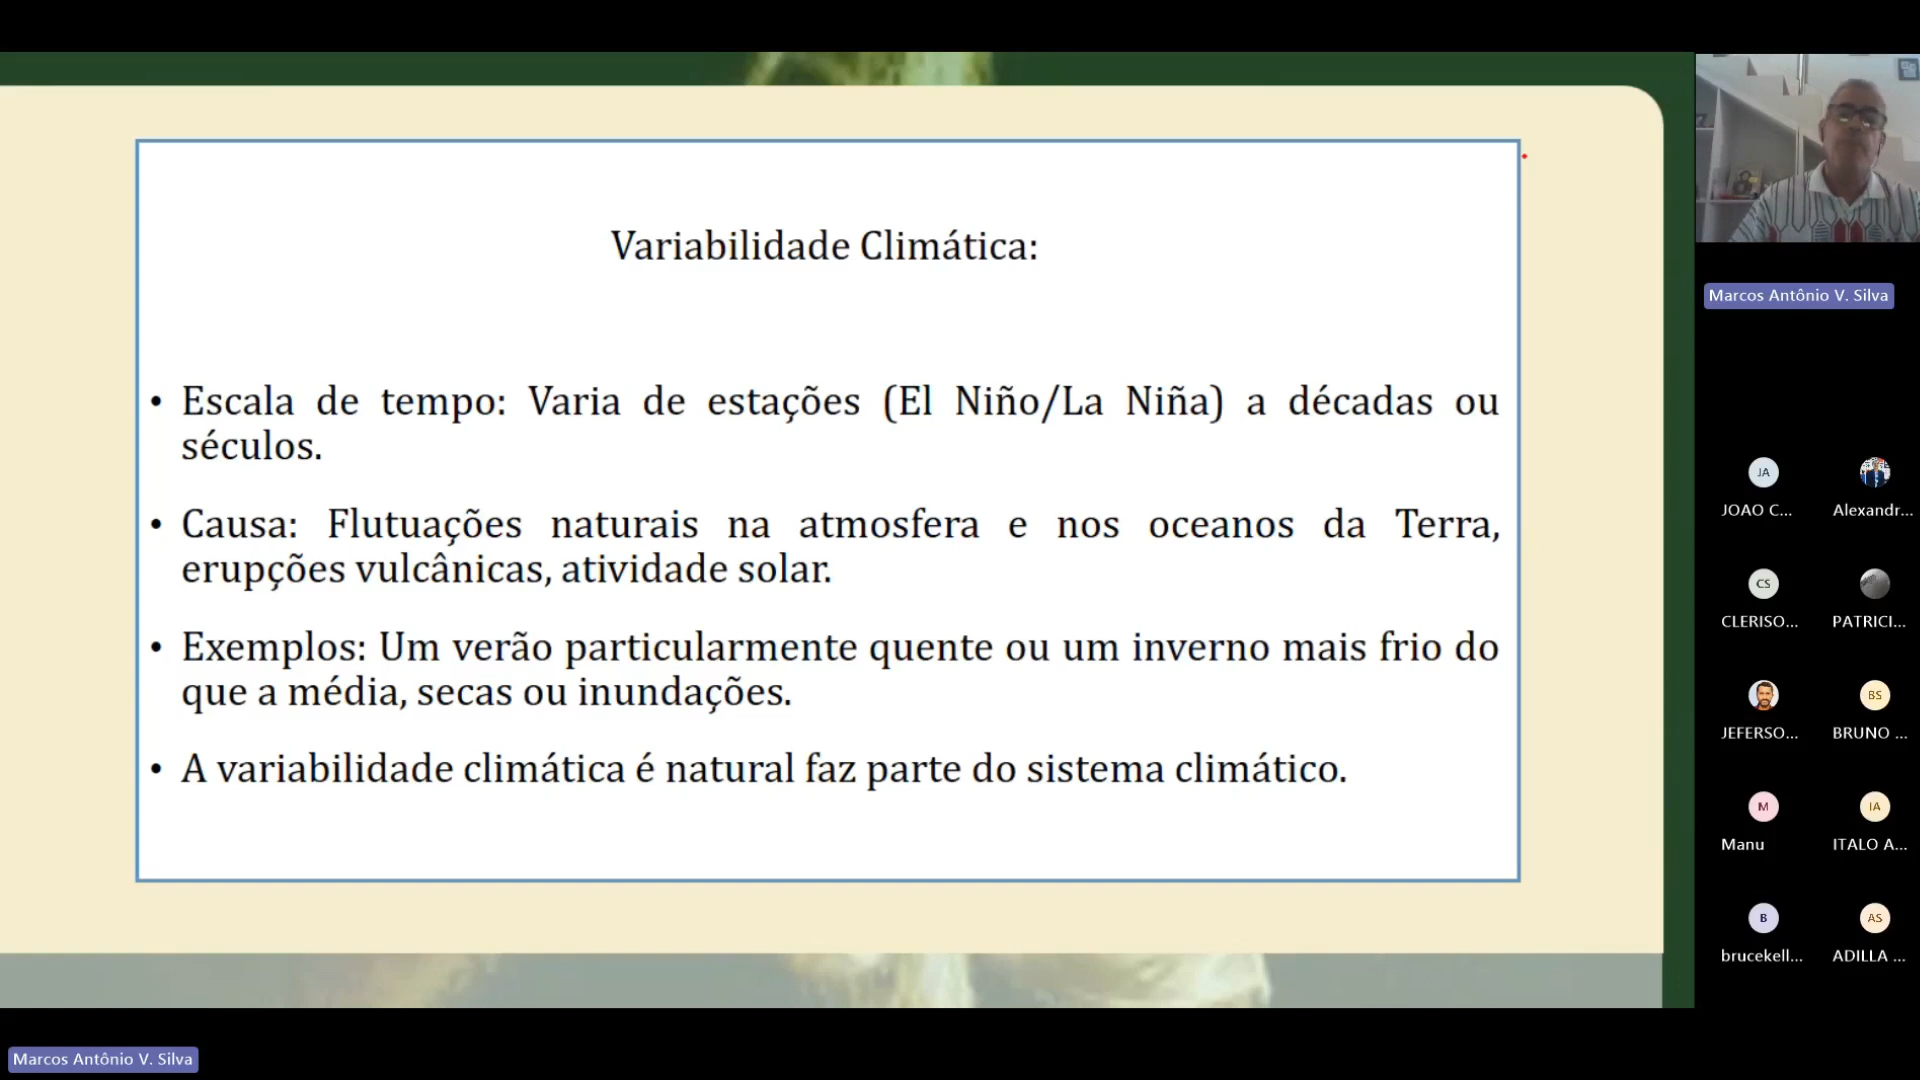 Variabilidade Climática:
• Escala de tempo: Varia de estações (El Niño/La Niña) a décadas ou
séculos.
• Causa: Flutuações naturais na atmosfera e nos oceanos da Terra,
erupções vulcânicas, atividade solar.
• Exemplos: Um verão particularmente quente ou um inverno mais frio do
que a média, secas ou inundações.
• A variabilidade climática é natural faz parte do sistema climático.
Marcos Antônio V. Silva
JA
JOAO C...
Alexandr...
CS
CLERISO...
PATRICI...
JEFERSO...
BS
BRUNO ...
M
Manu
IA
ITALO A...
B
brucekell...
AS
ADILLA ...
Marcos Antônio V. Silva